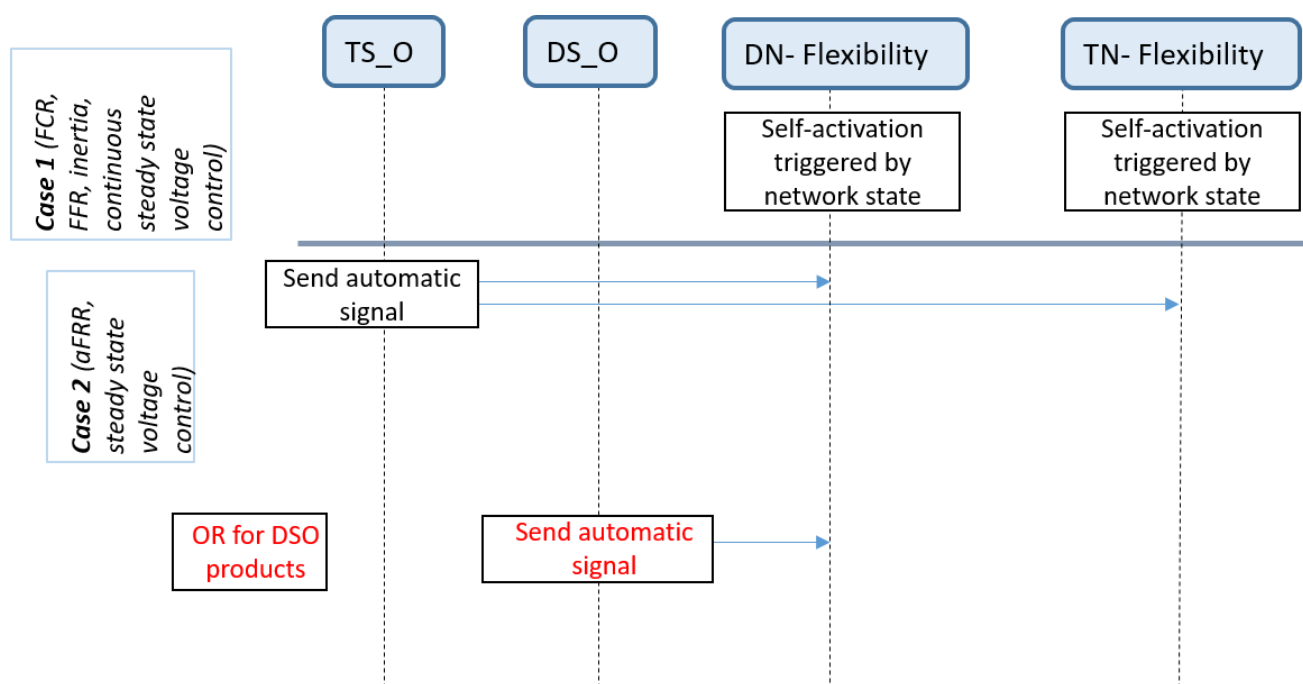 TS_O
DS_O
DN- Flexibility
TN- Flexibility
Case 1 (FCR,
FFR, inertia,
continuous
steady state
voltage
control)
Self-activation
triggered by
network state
Self-activation
triggered by
network state
Case 2 (aFRR,
steady state
voltage
control)
Send automatic
signal
OR for DSO
products
Send automatic
signal